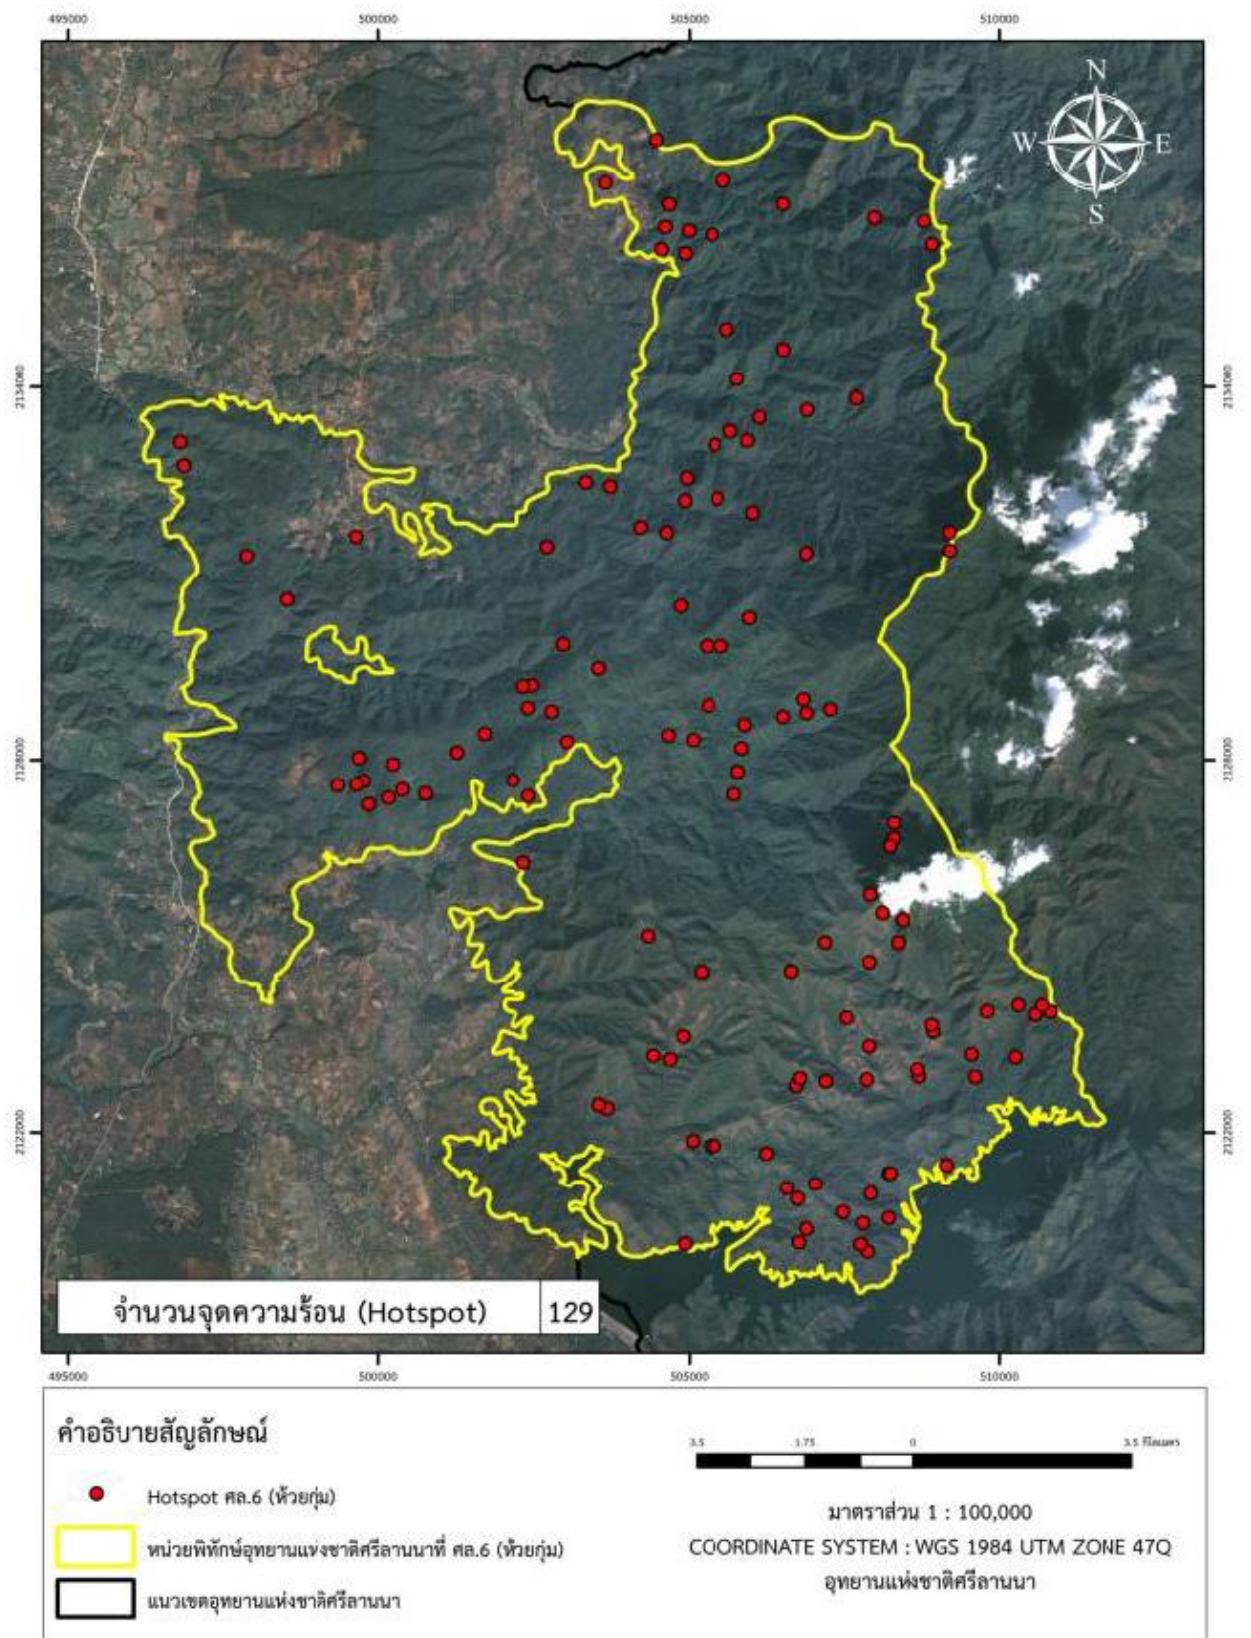 495000 500000 505000 510000
N
W E
S
2134080 2134080
2128000 2128000
2122000 2122000
จำนวนจุดความร้อน (Hotspot) 129
495000 500000 505000 510000
คำอธิบายสัญลักษณ์
3.5 1.75 0 3.5 กิโลเมตร
Hotspot ศล.6 (ห้วยกุ่ม)
มาตราส่วน 1 : 100,000
หน่วยพิทักษ์อุทยานแห่งชาติศรีลานนาที่ ศล.6 (ห้วยกุ่ม)
COORDINATE SYSTEM : WGS 1984 UTM ZONE 47Q
อุทยานแห่งชาติศรีลานนา
แนวเขตอุทยานแห่งชาติศรีลานนา